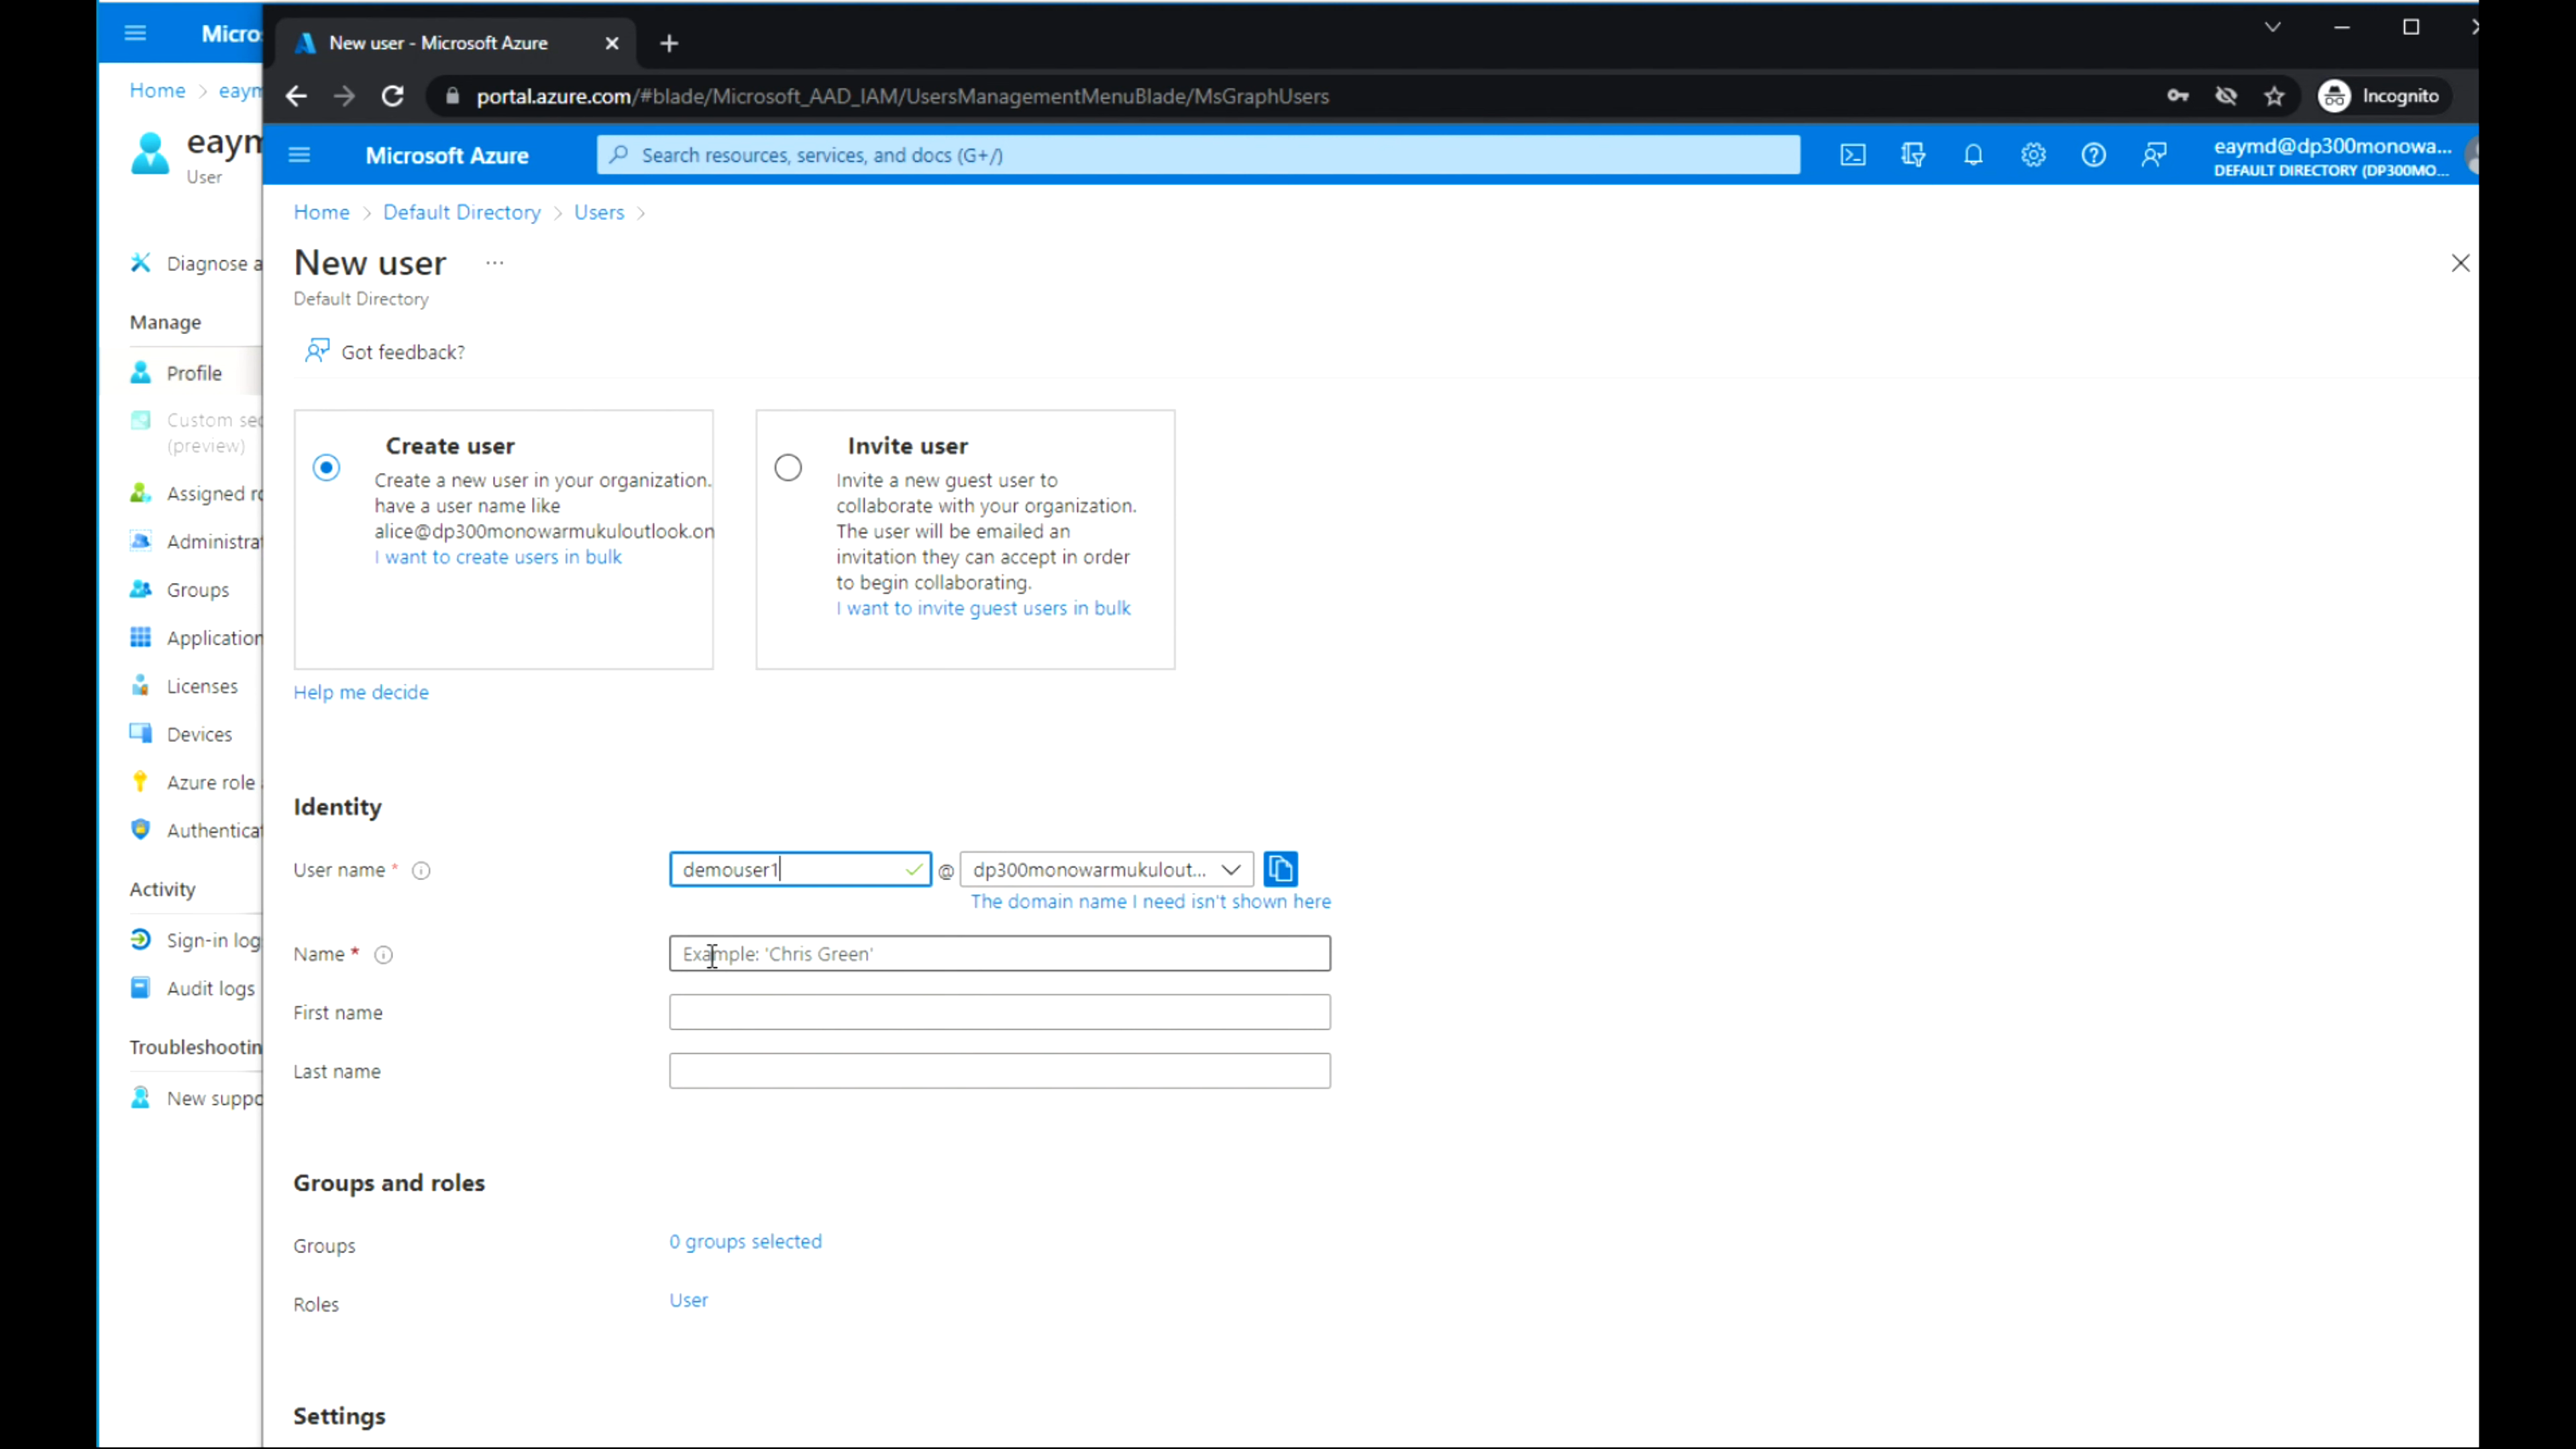 Micro
Home > eaym
eaym
User
Diagnose a
Manage
Profile
Custom sec
(preview)
Assigned ro
Administrat
Groups
Application
Licenses
Devices
Azure role
Authenticat
Activity
Sign-in log
Audit logs
Troubleshootin
New suppo
New user - Microsoft Azure
portal.azure.com/#blade/Microsoft_AAD_IAM/UsersManagementMenuBlade/MsGraphUsers
Incognito
Microsoft Azure
Search resources, services, and docs (G+/)
eaymd@dp300monowa...
DEFAULT DIRECTORY (DP300MO...
Home > Default Directory > Users >
New user ...
Default Directory
Got feedback?
Create user
Create a new user in your organization.
have a user name like
alice@dp300monowarmukuloutlook.on
I want to create users in bulk
Invite user
Invite a new guest user to
collaborate with your organization.
The user will be emailed an
invitation they can accept in order
to begin collaborating.
I want to invite guest users in bulk
Help me decide
Identity
User name * demouser1 @ dp300monowarmukulout...
The domain name I need isn't shown here
Name * Example: 'Chris Green'
First name
Last name
Groups and roles
Groups 0 groups selected
Roles User
Settings